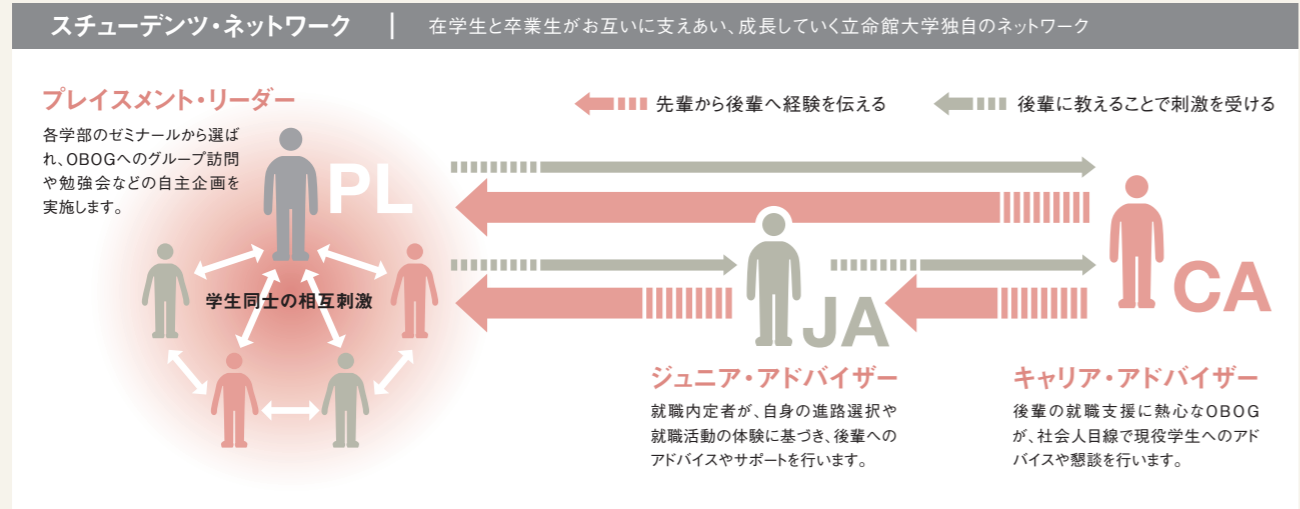 スチューデンツ・ネットワーク | 在学生と卒業生がお互いに支えあい、成長していく立命館大学独自のネットワーク
プレイスメント・リーダー
各学部のゼミナールから選ば
れ、OBOGへのグループ訪問
や勉強会などの自主企画を
実施します。
先輩から後輩へ経験を伝える
後輩に教えることで刺激を受ける
PL
学生同士の相互刺激
JA
CA
ジュニア・アドバイザー
就職内定者が、自身の進路選択や
就職活動の体験に基づき、後輩への
アドバイスやサポートを行います。
キャリア・アドバイザー
後輩の就職支援に熱心なOBOG
が、社会人目線で現役学生へのアド
バイスや懇談を行います。